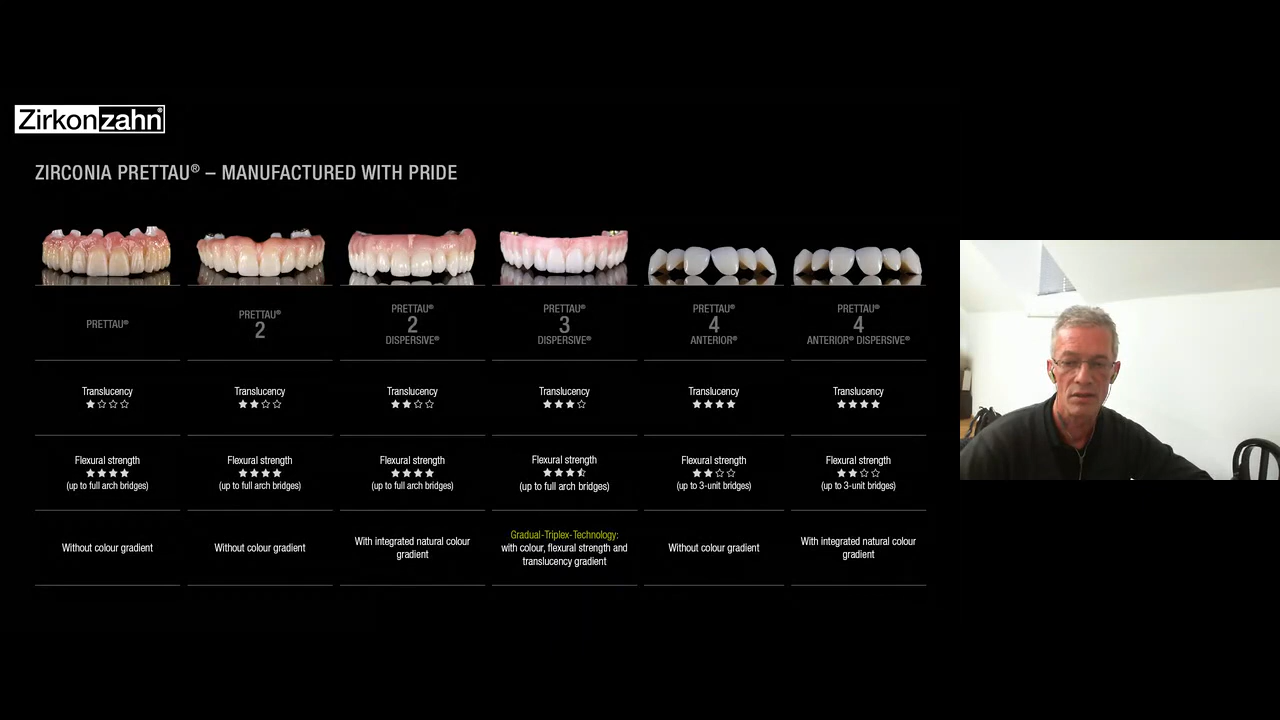 Zirkonzahn®
ZIRCONIA PRETTAU® – MANUFACTURED WITH PRIDE
PRETTAU®
PRETTAU®
2
PRETTAU®
2
DISPERSIVE®
PRETTAU®
3
DISPERSIVE®
PRETTAU®
4
ANTERIOR®
PRETTAU®
4
ANTERIOR® DISPERSIVE®
Translucency
Translucency
Translucency
Translucency
Translucency
Translucency
Flexural strength
(up to full arch bridges)
Flexural strength
(up to full arch bridges)
Flexural strength
(up to full arch bridges)
Flexural strength
(up to full arch bridges)
Flexural strength
(up to 3-unit bridges)
Flexural strength
(up to 3-unit bridges)
Without colour gradient
Without colour gradient
With integrated natural colour
gradient
Gradual-Triplex-Technology:
with colour, flexural strength and
translucency gradient
Without colour gradient
With integrated natural colour
gradient